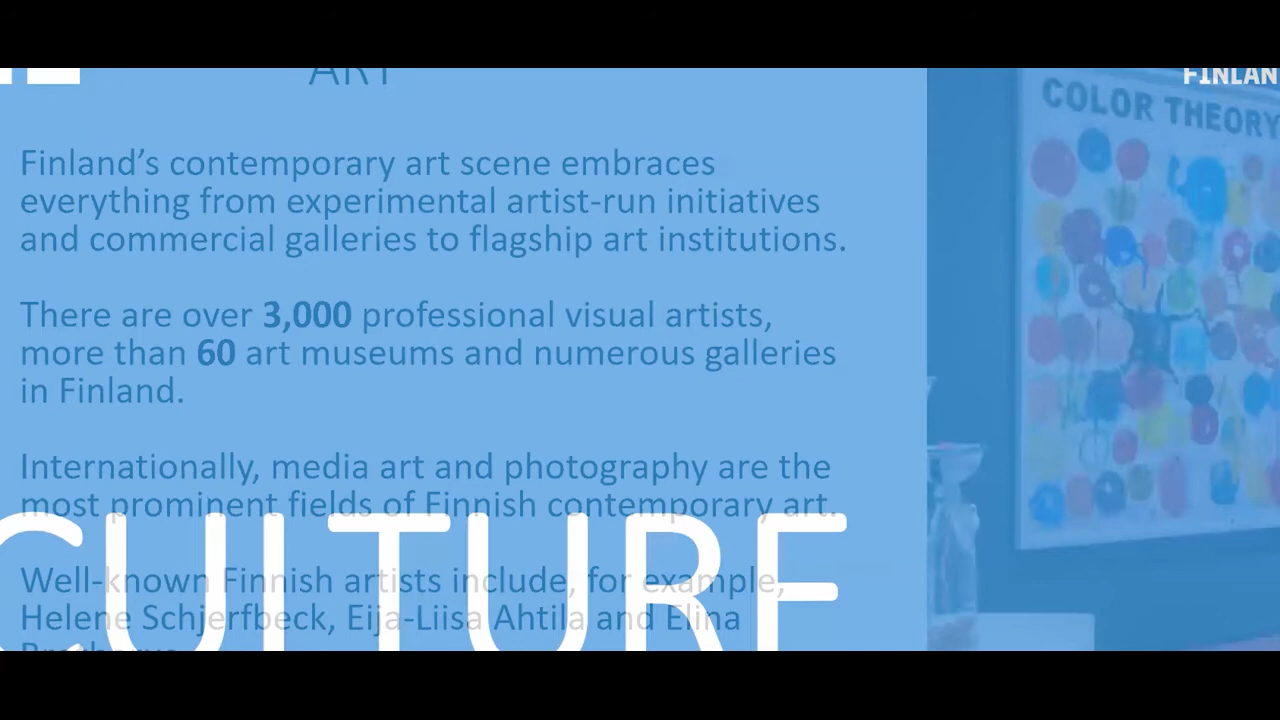 ART
FINLAN
COLOR THEORY
Finland's contemporary art scene embraces
everything from experimental artist-run initiatives
and commercial galleries to flagship art institutions.
There are over 3,000 professional visual artists,
more than 60 art museums and numerous galleries
in Finland.
Internationally, media art and photography are the
most prominent fields of Finnish contemporary art.
CULTURE
Well-known Finnish artists include, for example,
Helene Schjerfbeck, Eija-Liisa Ahtila and Elina